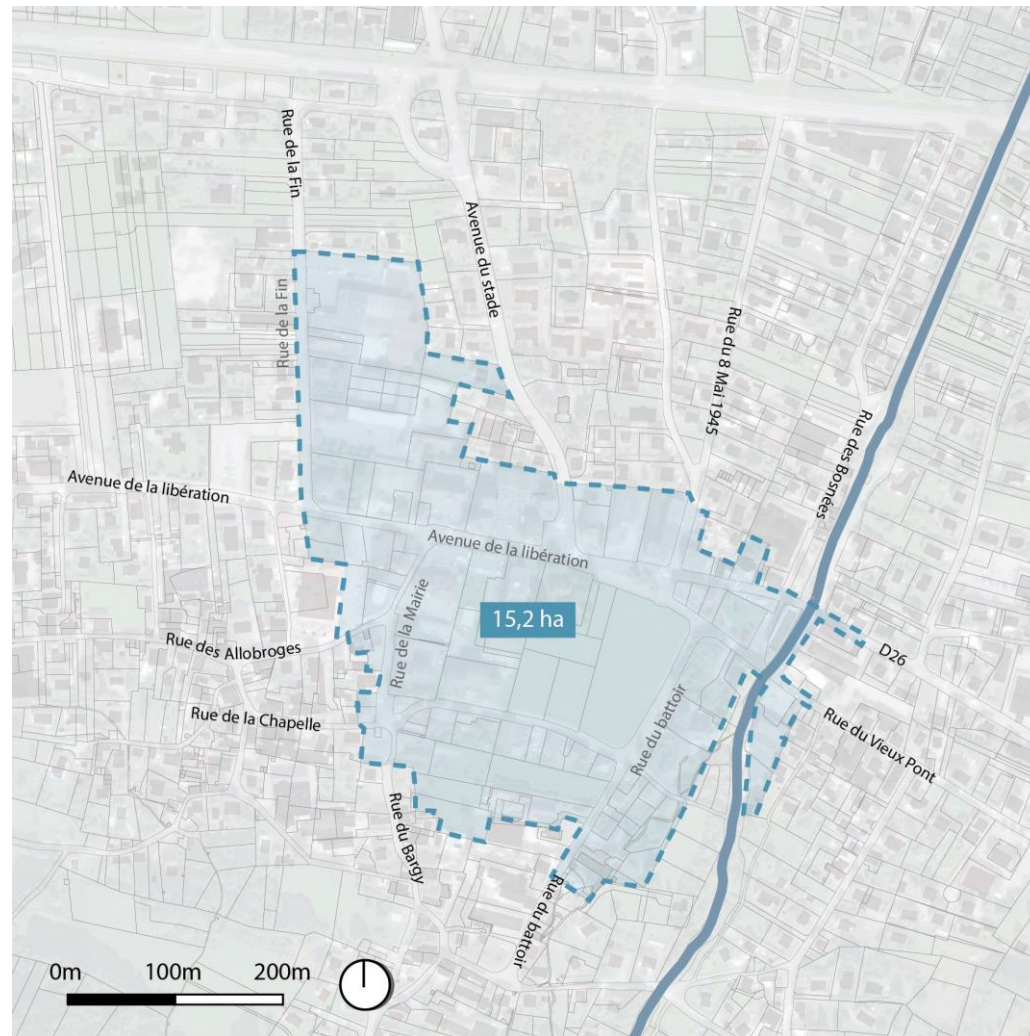 Rue de la Fin
Avenue du stade
Rue de la Fin
Rue du 8 Mai 1945
Rue des Bosnées
Avenue de la libération
Avenue de la libération
15,2 ha
Rue de la Mairie
Rue des Allobroges
D26
Rue de la Chapelle
Rue du battoir
Rue du Vieux Pont
Rue du Bargy
Rue du battoir
0m 100m 200m